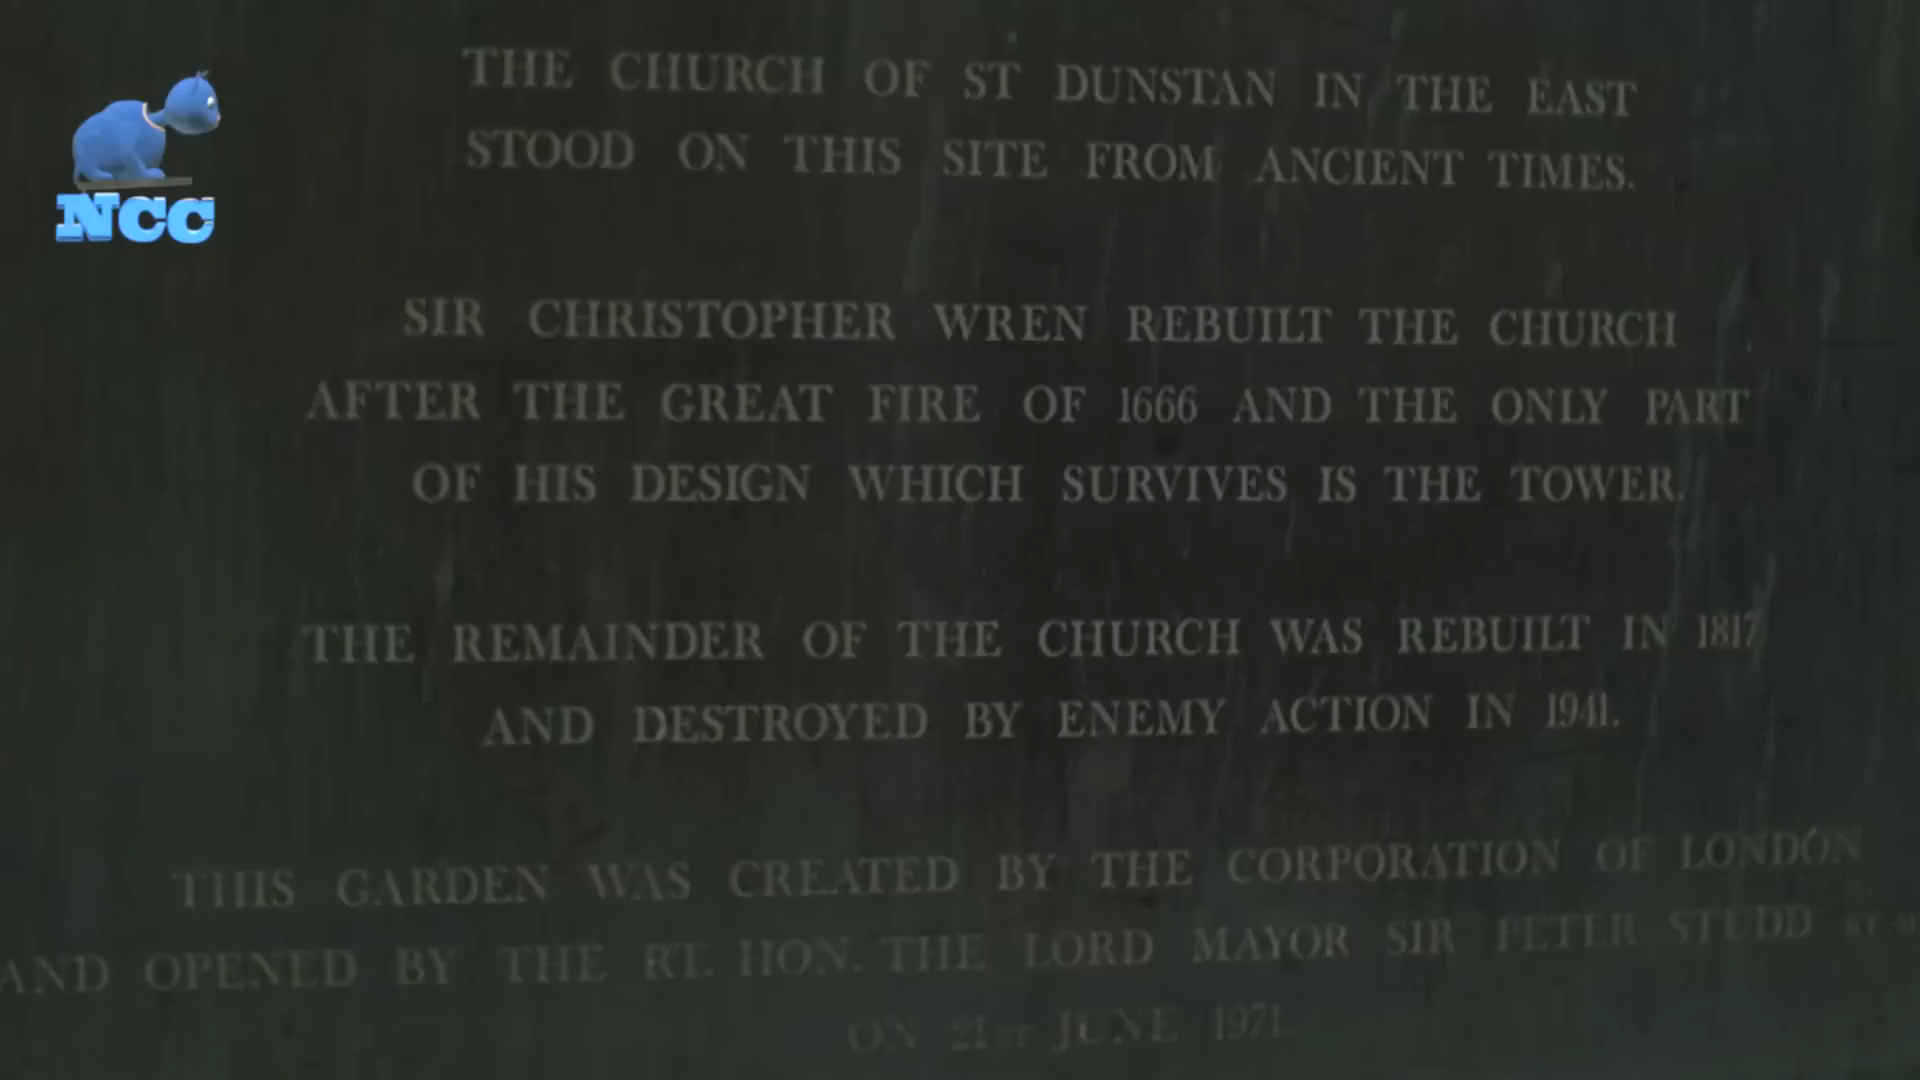 THE CHURCH OF ST DUNSTAN IN THE EAST
STOOD ON THIS SITE FROM ANCIENT TIMES.
SIR CHRISTOPHER WREN REBUILT THE CHURCH
AFTER THE GREAT FIRE OF 1666 AND THE ONLY PART
OF HIS DESIGN WHICH SURVIVES IS THE TOWER.
THE REMAINDER OF THE CHURCH WAS REBUILT IN 1817
AND DESTROYED BY ENEMY ACTION IN 1941.
THIS GARDEN WAS CREATED BY THE CORPORATION OF LONDON
AND OPENED BY THE RT. HON. THE LORD MAYOR SIR PETER STUDD
ON 21ST JUNE 1971.
NCC